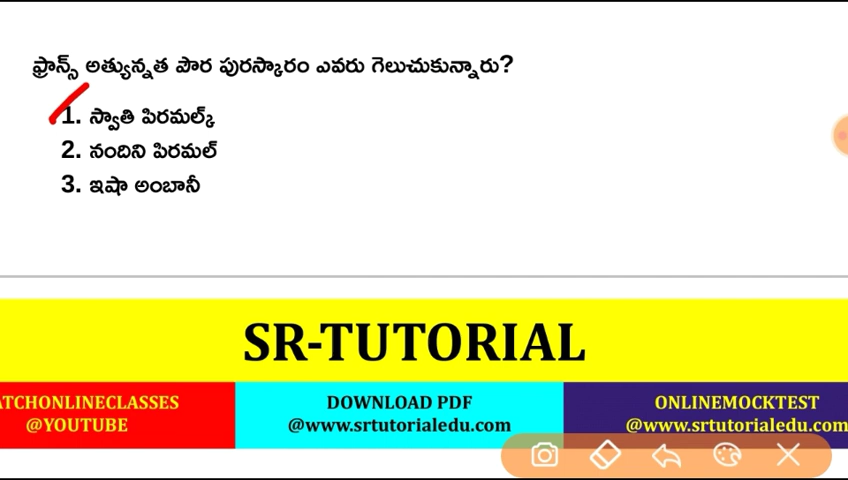 ఫ్రాన్స్ అత్యున్నత పౌర పురస్కారం ఎవరు గెలుచుకున్నారు?
1. స్వాతి పిరమల్క్
2. నందిని పిరమల్
3. ఇషా అంబానీ
SR-TUTORIAL
ATCHONLINECLASSES
@YOUTUBE
DOWNLOAD PDF
@www.srtutorialedu.com
ONLINEMOCKTEST
@www.srtutorialedu.com